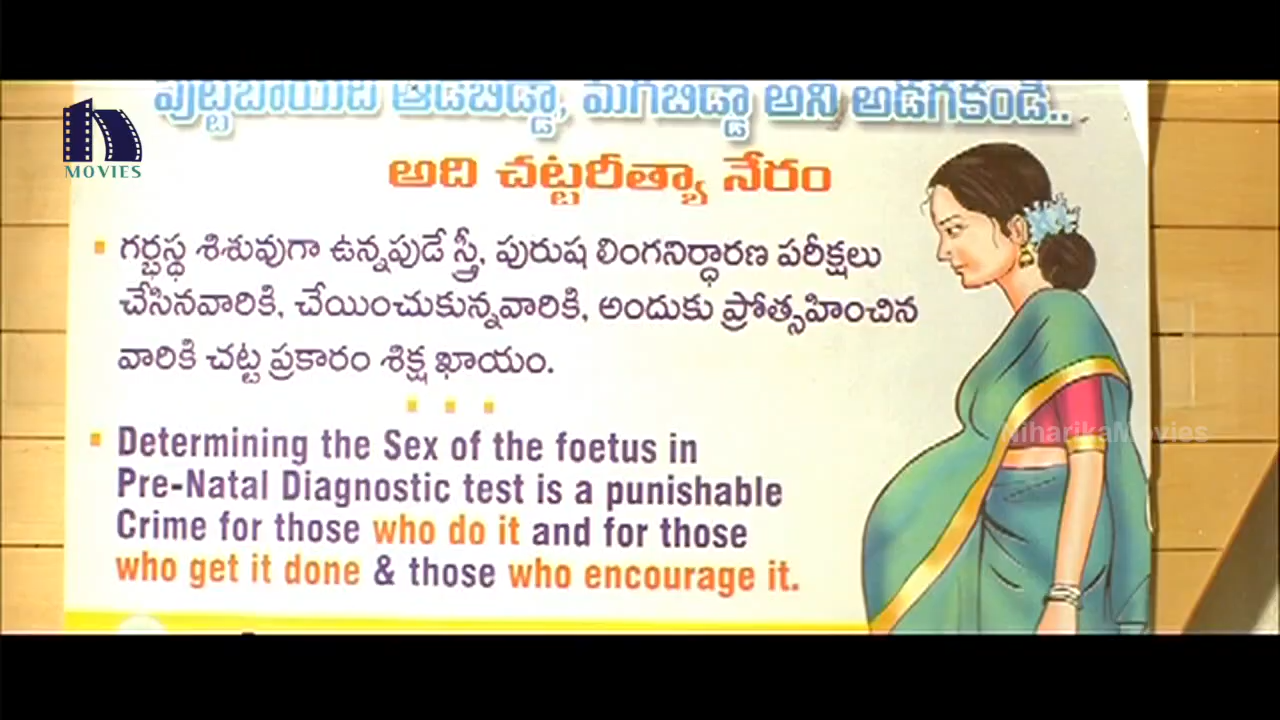 పుట్టబోయేది ఆడబిడ్డా, మగబిడ్డా అని అడగకండి..
MOVIES
అది చట్టరీత్యా నేరం
గర్భస్థ శిశువుగా ఉన్నపుడే స్త్రీ, పురుష లింగనిర్ధారణ పరీక్షలు
చేసినవారికి, చేయించుకున్నవారికి, అందుకు ప్రోత్సహించిన
వారికి చట్ట ప్రకారం శిక్ష ఖాయం.
NiharikaMovies
Determining the Sex of the foetus in
Pre-Natal Diagnostic test is a punishable
Crime for those who do it and for those
who get it done & those who encourage it.